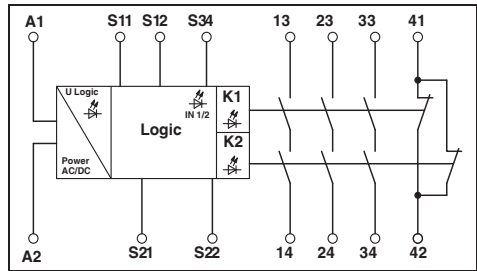 A1 S11 S12 S34 13 23 33 41
U Logic
IN 1/2
K1
Logic
K2
Power
AC/DC
A2 S21 S22 14 24 34 42